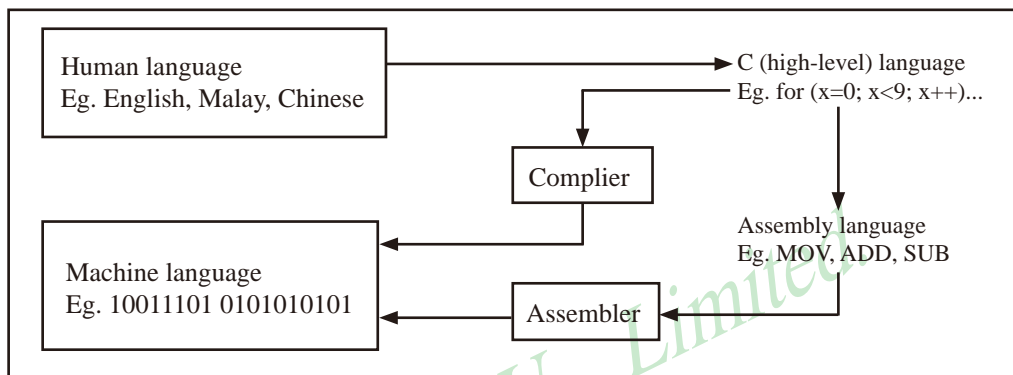 Human language
Eg. English, Malay, Chinese
C (high-level) language
Eg. for (x=0; x<9; x++)...
Complier
Assembly language
Eg. MOV, ADD, SUB
Machine language
Eg. 10011101 0101010101
Assembler
Limited.